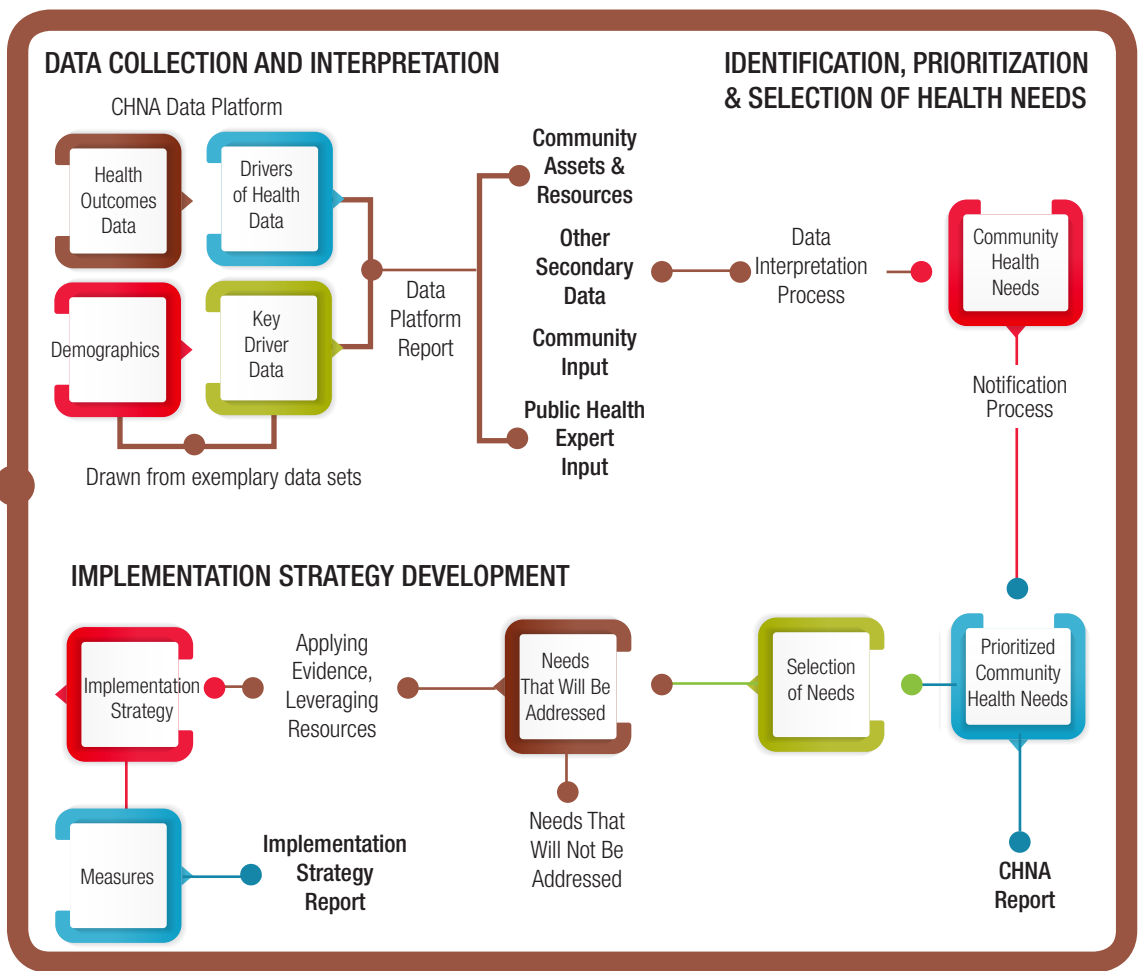 DATA COLLECTION AND INTERPRETATION
CHNA Data Platform
Health
Outcomes
Data
Drivers
of Health
Data
Demographics
Key
Driver
Data
Drawn from exemplary data sets
Data
Platform
Report
Community
Assets &
Resources
Other
Secondary
Data
Community
Input
Public Health
Expert
Input
Data
Interpretation
Process
IDENTIFICATION, PRIORITIZATION
& SELECTION OF HEALTH NEEDS
Community
Health
Needs
Notification
Process
Prioritized
Community
Health Needs
CHNA
Report
Selection
of Needs
IMPLEMENTATION STRATEGY DEVELOPMENT
Needs
That Will Be
Addressed
Needs That
Will Not Be
Addressed
Applying
Evidence,
Leveraging
Resources
Implementation
Strategy
Measures
Implementation
Strategy
Report